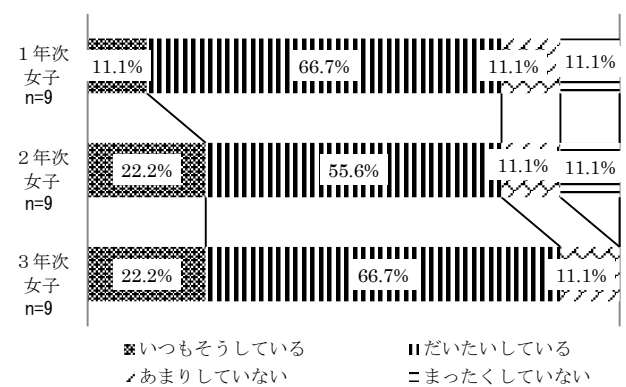 1年次
女子
n=9
11.1% 66.7% 11.1% 11.1%
2年次
女子
n=9
22.2% 55.6% 11.1% 11.1%
3年次
女子
n=9
22.2% 66.7% 11.1%
いつもそうしている だいたいしている
あまりしていない まったくしていない